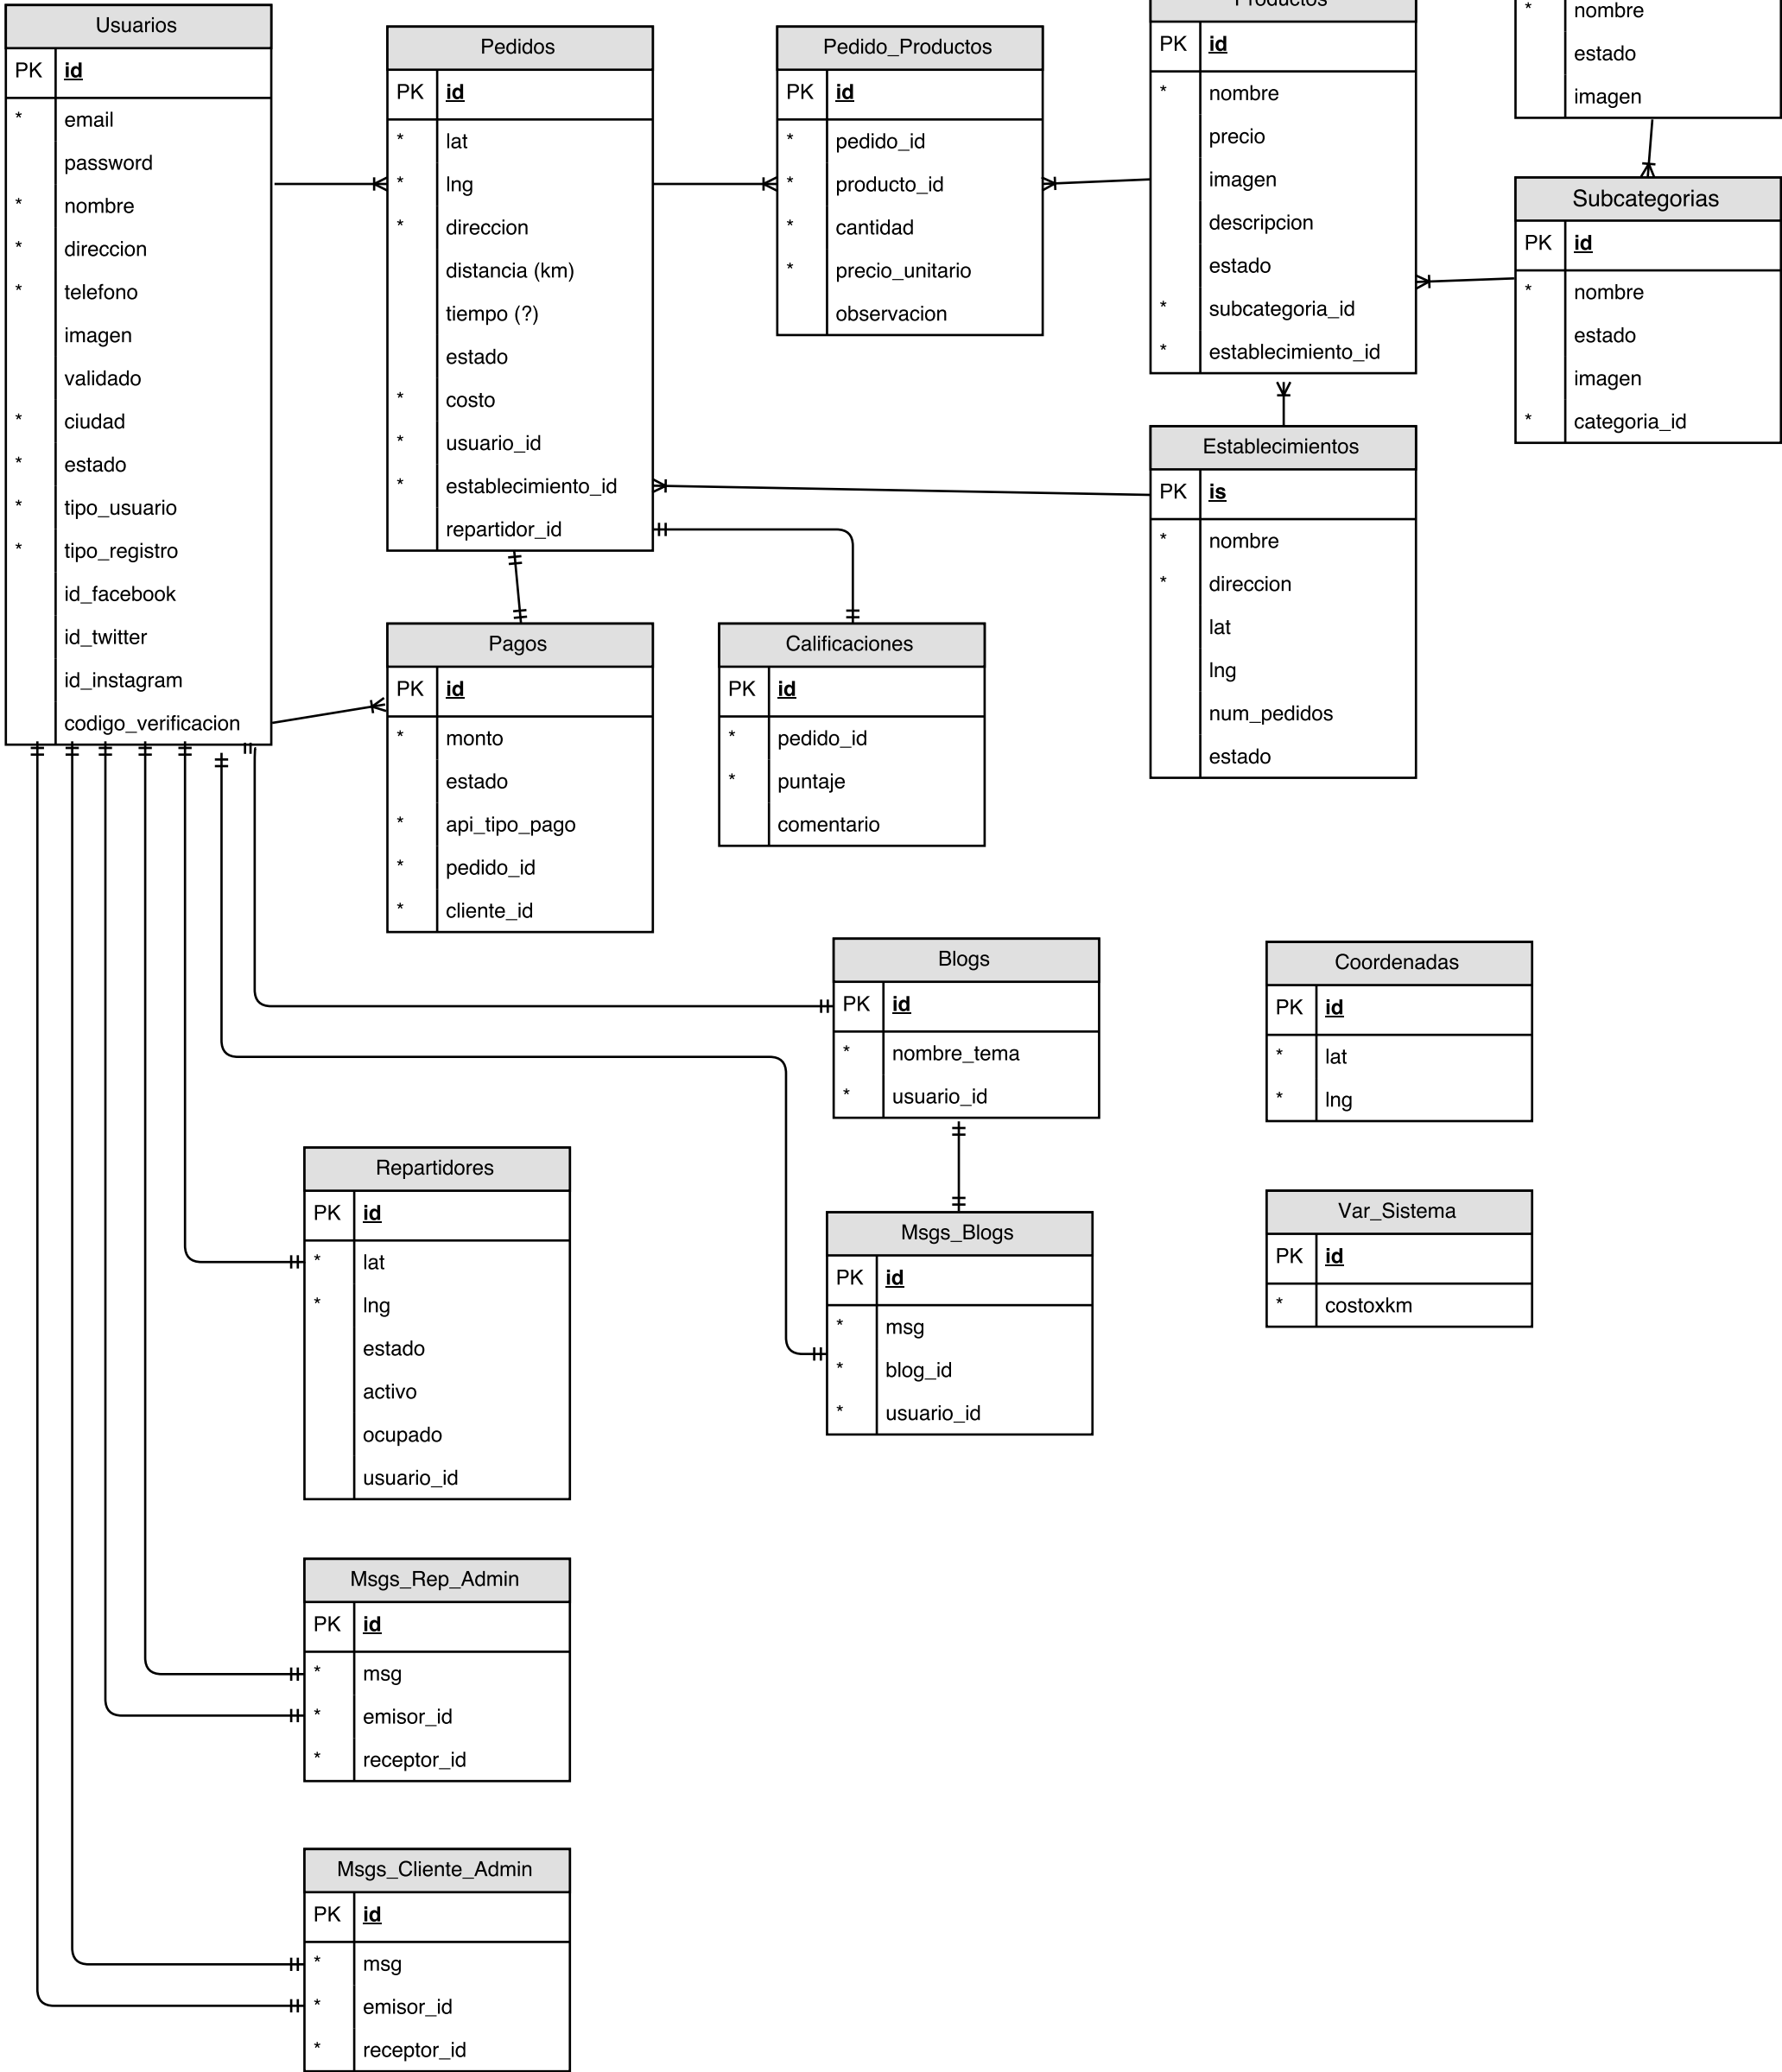 Usuarios
PK id
* email
password
* nombre
* direccion
* telefono
imagen
validado
* ciudad
* estado
* tipo_usuario
* tipo_registro
id_facebook
id_twitter
id_instagram
codigo_verificacion
Pedidos
PK id
* lat
* lng
* direccion
distancia (km)
tiempo (?)
estado
* costo
* usuario_id
* establecimiento_id
repartidor_id
Pedido_Productos
PK id
* pedido_id
* producto_id
* cantidad
* precio_unitario
observacion
Productos
PK id
* nombre
precio
imagen
descripcion
estado
* subcategoria_id
* establecimiento_id
* nombre
estado
imagen
Subcategorias
PK id
* nombre
estado
imagen
* categoria_id
Establecimientos
PK is
* nombre
* direccion
lat
lng
num_pedidos
estado
Pagos
PK id
* monto
estado
* api_tipo_pago
* pedido_id
* cliente_id
Calificaciones
PK id
* pedido_id
* puntaje
comentario
Blogs
PK id
* nombre_tema
* usuario_id
Coordenadas
PK id
* lat
* lng
Repartidores
PK id
* lat
* lng
estado
activo
ocupado
usuario_id
Msgs_Blogs
PK id
* msg
* blog_id
* usuario_id
Var_Sistema
PK id
* costoxkm
Msgs_Rep_Admin
PK id
* msg
* emisor_id
* receptor_id
Msgs_Cliente_Admin
PK id
* msg
* emisor_id
* receptor_id